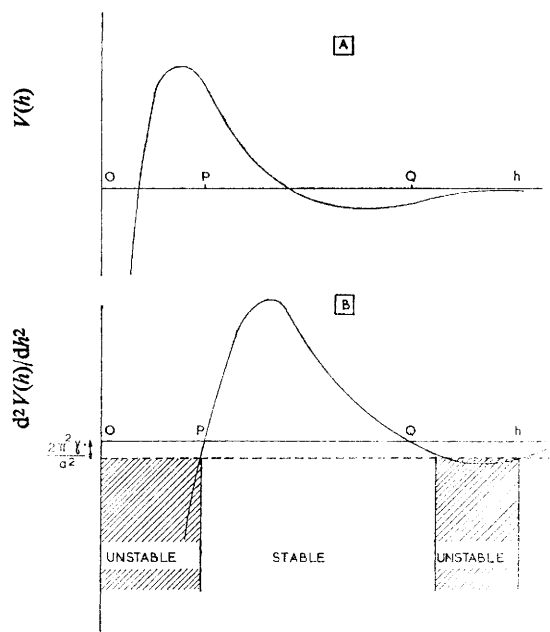 A
V(h)
O P Q h
B
d²V(h)/dh²
O P Q h
2π²γ
a²
UNSTABLE STABLE UNSTABLE